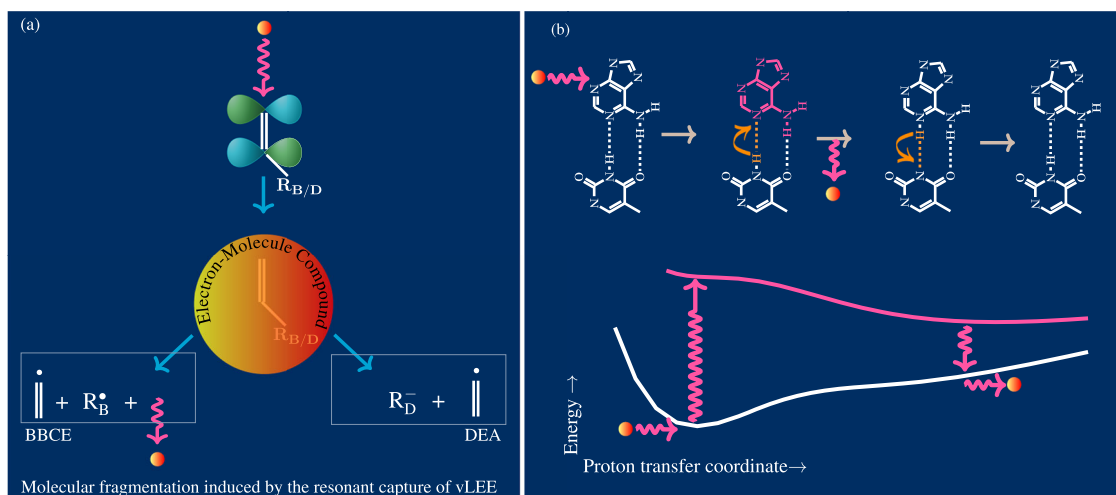 (a)
R_B/D
Electron-Molecule Compound
R_B/D
+ R_B^• +
R_D^- +
BBCE
DEA
Molecular fragmentation induced by the resonant capture of vLEE
(b)
N
N
N
N
N
H
H
H
N
O
O
N
N
N
N
N
N
N
H
H
H
N
O
O
N
N
N
N
N
N
N
H
H
H
N
O
O
N
N
N
N
N
N
N
H
H
H
N
O
O
N
Energy→
Proton transfer coordinate→